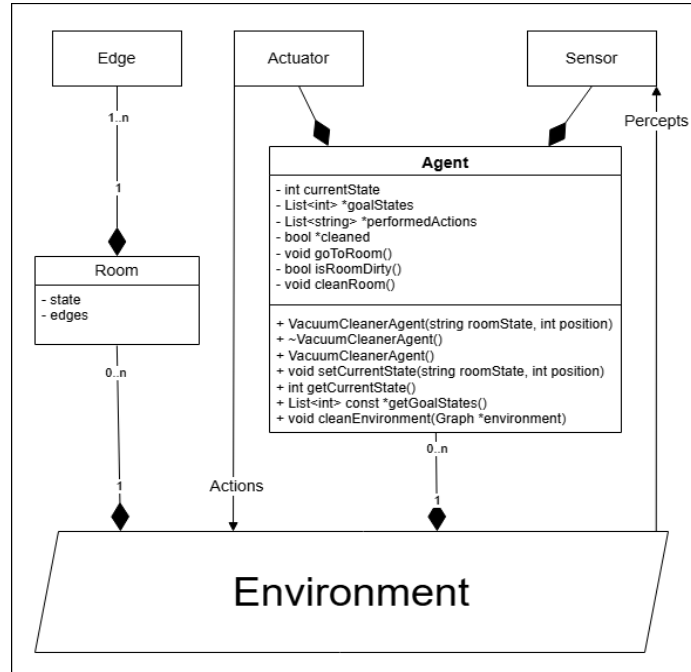 Edge
Actuator
Sensor
Percepts
1..n
1
Agent
- int currentState
- List<int> *goalStates
- List<string> *performedActions
- bool *cleaned
- void goToRoom()
- bool isRoomDirty()
- void cleanRoom()
+ VacuumCleanerAgent(string roomState, int position)
+ ~VacuumCleanerAgent()
+ VacuumCleanerAgent()
+ void setCurrentState(string roomState, int position)
+ int getCurrentState()
+ List<int> const *getGoalStates()
+ void cleanEnvironment(Graph *environment)
Room
- state
- edges
0..n
1
Actions
0..n
1
Environment